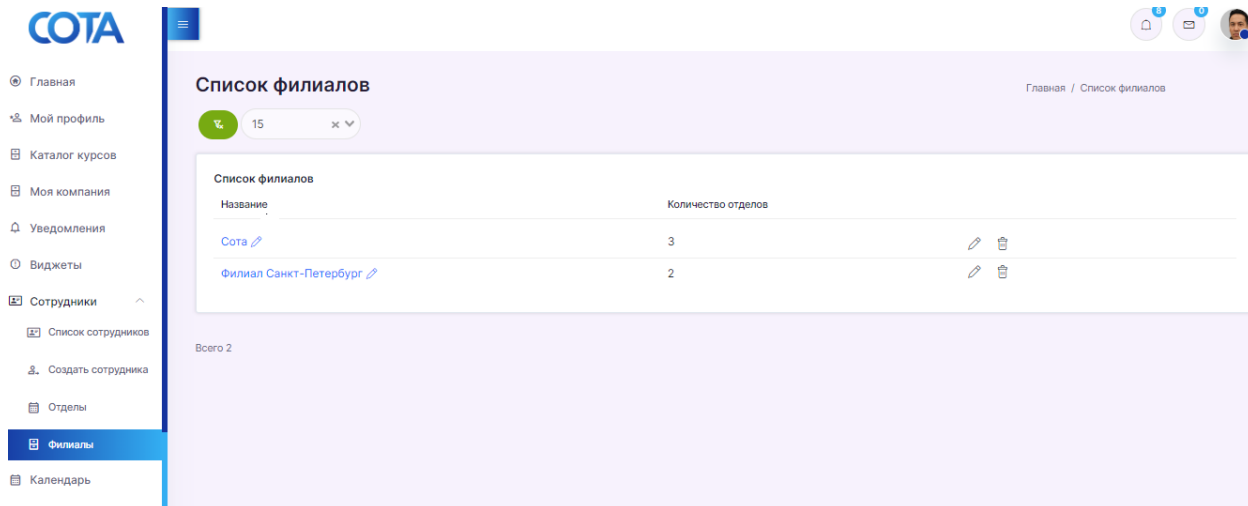 СОТА
8
0
Главная
Мой профиль
Каталог курсов
Моя компания
Уведомления
Виджеты
Сотрудники
Список сотрудников
Создать сотрудника
Отделы
Филиалы
Календарь
Список филиалов
Главная / Список филиалов
15
Список филиалов
Название Количество отделов
Сота 3
Филиал Санкт-Петербург 2
Всего 2